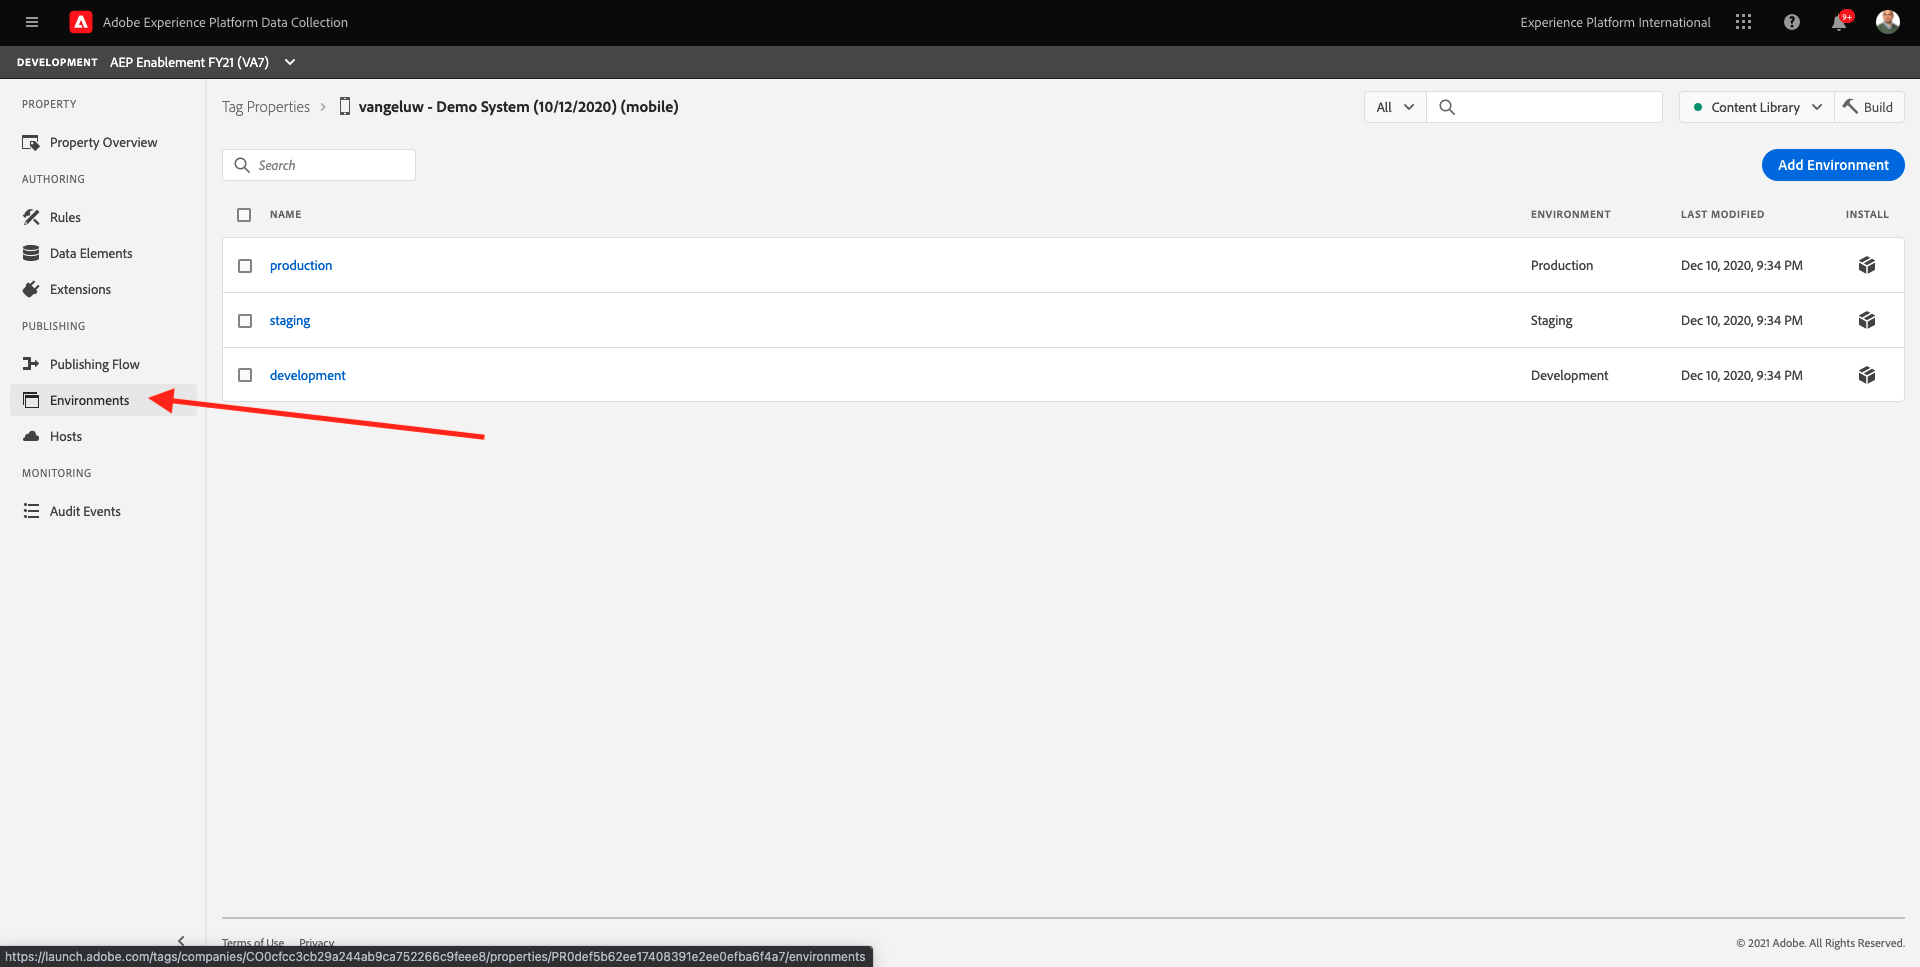 Adobe Experience Platform Data Collection
Experience Platform International
9+
DEVELOPMENT AEP Enablement FY21 (VA7)
PROPERTY
Property Overview
AUTHORING
Rules
Data Elements
Extensions
PUBLISHING
Publishing Flow
Environments
Hosts
MONITORING
Audit Events
Tag Properties > vangeluw - Demo System (10/12/2020) (mobile)
All
Content Library
Build
Search
Add Environment
NAME ENVIRONMENT LAST MODIFIED INSTALL
production Production Dec 10, 2020, 9:34 PM
staging Staging Dec 10, 2020, 9:34 PM
development Development Dec 10, 2020, 9:34 PM
Terms of Use Privacy
© 2021 Adobe. All Rights Reserved.
https://launch.adobe.com/tags/companies/CO0cfcc3cb29a244ab9ca752266c9feee8/properties/PR0def5b62ee17408391e2ee0efba6f4a7/environments